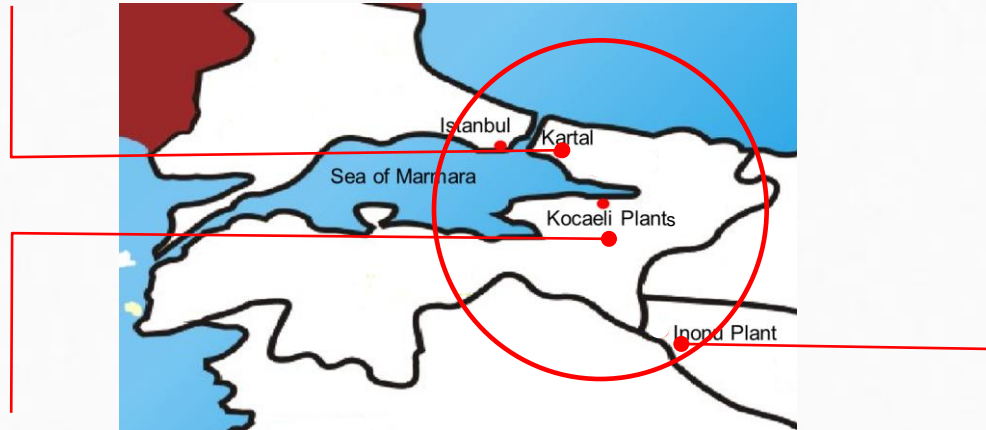 Istanbul
Kartal
Sea of Marmara
Kocaeli Plants
Inonu Plant